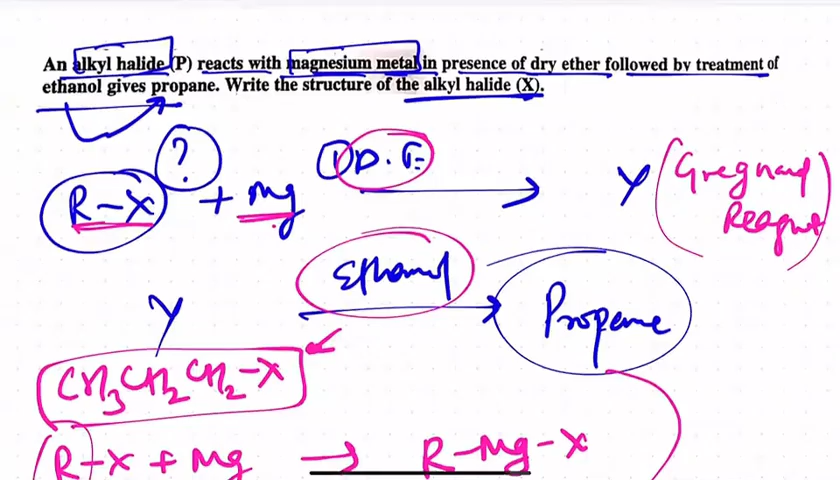 An alkyl halide (P) reacts with magnesium metal in presence of dry ether followed by treatment of
ethanol gives propane. Write the structure of the alkyl halide (X).
?
R-X + Mg ① D.E → Y (Gregnard Reagent
Ethanol
Y → Propane
CH3CH2CH2-X
R-X + Mg → R-Mg-X